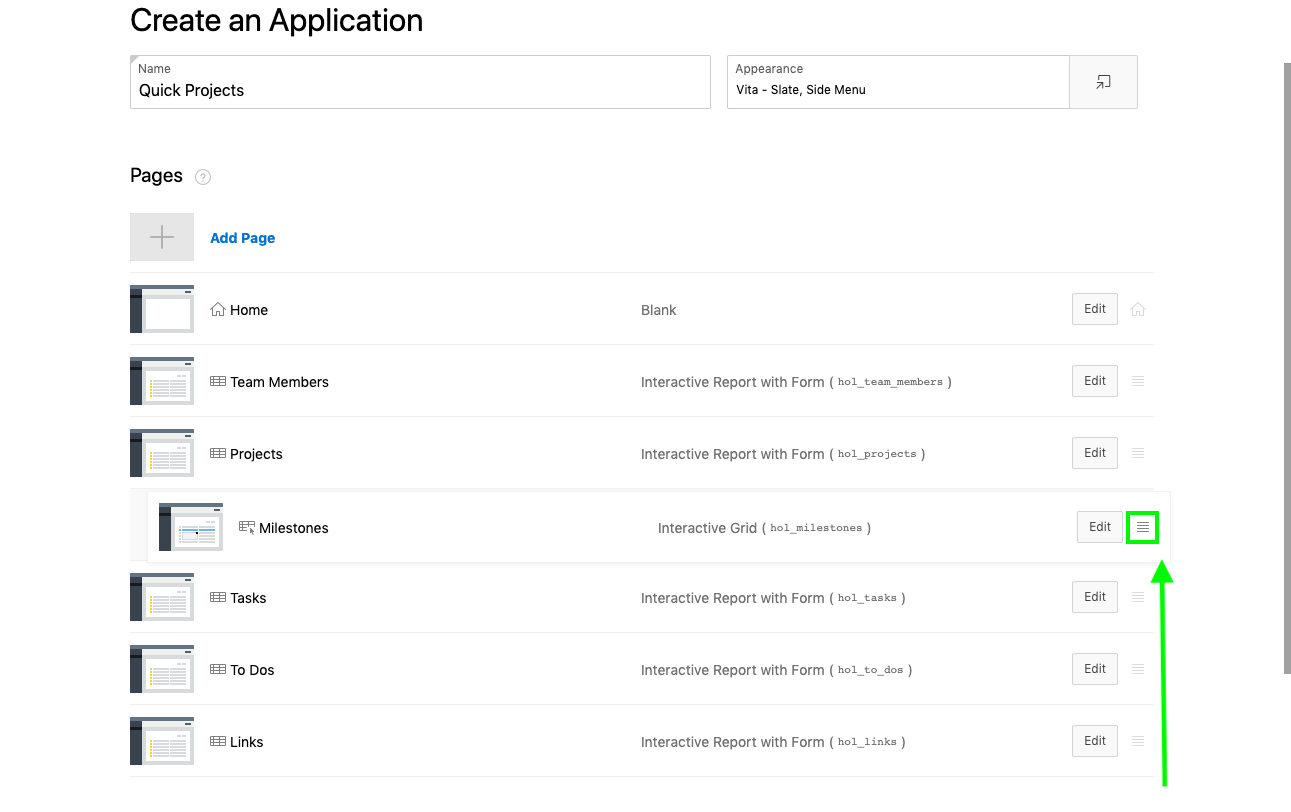 Create an Application
Name
Quick Projects
Appearance
Vita - Slate, Side Menu
Pages ?
Add Page
Home Blank Edit
Team Members Interactive Report with Form ( hol_team_members ) Edit
Projects Interactive Report with Form ( hol_projects ) Edit
Milestones Interactive Grid ( hol_milestones ) Edit
Tasks Interactive Report with Form ( hol_tasks ) Edit
To Dos Interactive Report with Form ( hol_to_dos ) Edit
Links Interactive Report with Form ( hol_links ) Edit